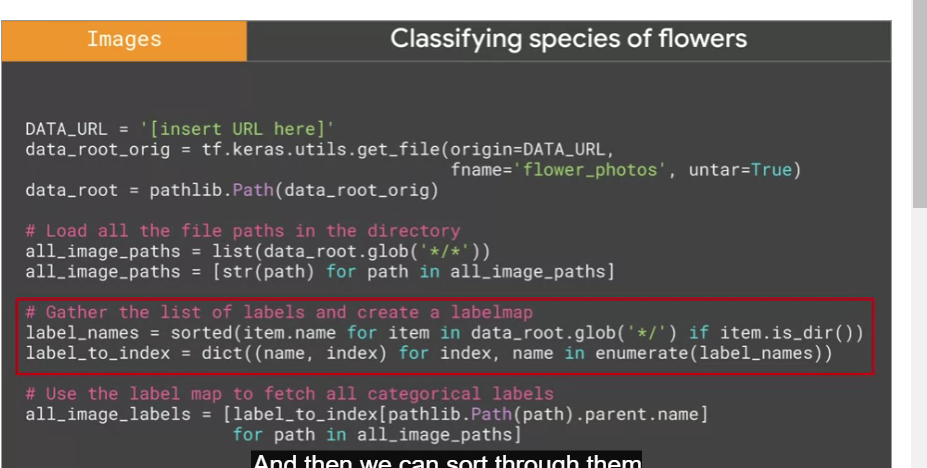 Images
Classifying species of flowers
DATA_URL = '[insert URL here]'
data_root_orig = tf.keras.utils.get_file(origin=DATA_URL,
fname='flower_photos', untar=True)
data_root = pathlib.Path(data_root_orig)
# Load all the file paths in the directory
all_image_paths = list(data_root.glob('*/*'))
all_image_paths = [str(path) for path in all_image_paths]
# Gather the list of labels and create a labelmap
label_names = sorted(item.name for item in data_root.glob('*/') if item.is_dir())
label_to_index = dict((name, index) for index, name in enumerate(label_names))
# Use the label map to fetch all categorical labels
all_image_labels = [label_to_index[pathlib.Path(path).parent.name]
for path in all_image_paths]
And then we can sort through them